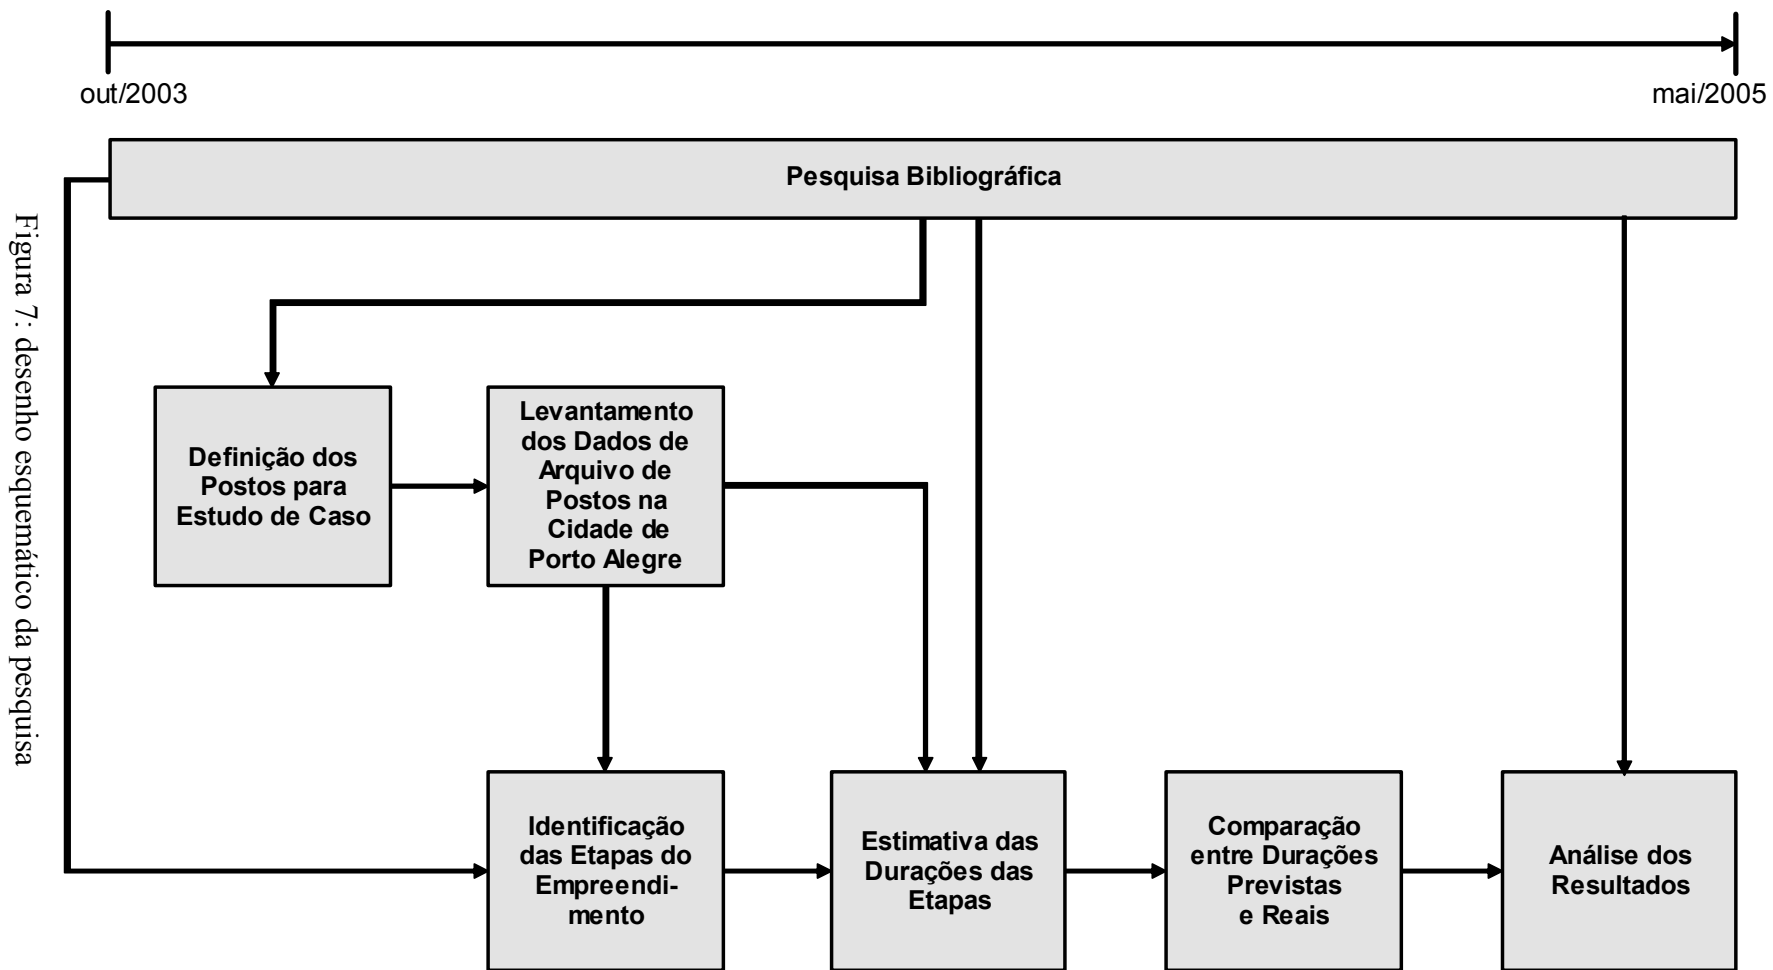 out/2003
mai/2005
Pesquisa Bibliográfica
Definição dos
Postos para
Estudo de Caso
Levantamento
dos Dados de
Arquivo de
Postos na
Cidade de
Porto Alegre
Identificação
das Etapas do
Empreendi-
mento
Estimativa das
Durações das
Etapas
Comparação
entre Durações
Previstas
e Reais
Análise dos
Resultados
Figura 7: desenho esquemático da pesquisa